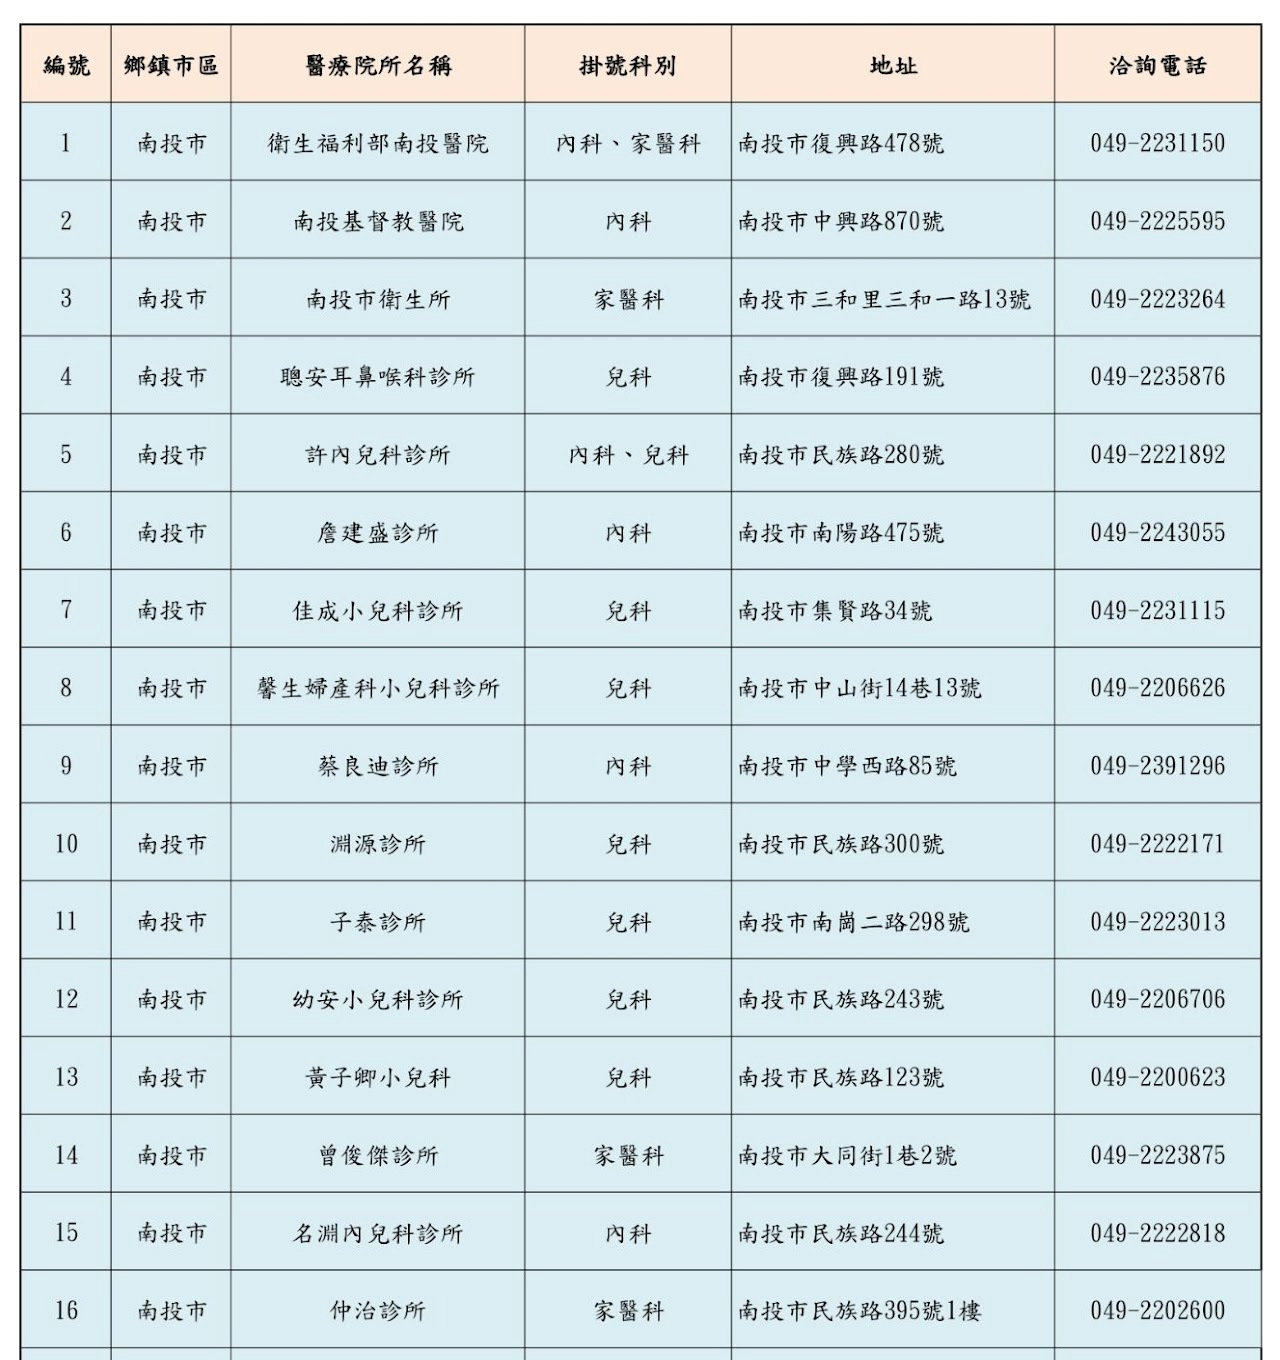 編號 鄉鎮市區 醫療院所名稱 掛號科別 地址 洽詢電話
1 南投市 衛生福利部南投醫院 內科、家醫科 南投市復興路478號 049-2231150
2 南投市 南投基督教醫院 內科 南投市中興路870號 049-2225595
3 南投市 南投市衛生所 家醫科 南投市三和里三和一路13號 049-2223264
4 南投市 聰安耳鼻喉科診所 兒科 南投市復興路191號 049-2235876
5 南投市 許內兒科診所 內科、兒科 南投市民族路280號 049-2221892
6 南投市 詹建盛診所 內科 南投市南陽路475號 049-2243055
7 南投市 佳成小兒科診所 兒科 南投市集賢路34號 049-2231115
8 南投市 馨生婦產科小兒科診所 兒科 南投市中山街14巷13號 049-2206626
9 南投市 蔡良迪診所 內科 南投市中學西路85號 049-2391296
10 南投市 淵源診所 兒科 南投市民族路300號 049-2222171
11 南投市 子泰診所 兒科 南投市南崗二路298號 049-2223013
12 南投市 幼安小兒科診所 兒科 南投市民族路243號 049-2206706
13 南投市 黃子卿小兒科 兒科 南投市民族路123號 049-2200623
14 南投市 曾俊傑診所 家醫科 南投市大同街1巷2號 049-2223875
15 南投市 名淵內兒科診所 內科 南投市民族路244號 049-2222818
16 南投市 仲治診所 家醫科 南投市民族路395號1樓 049-2202600